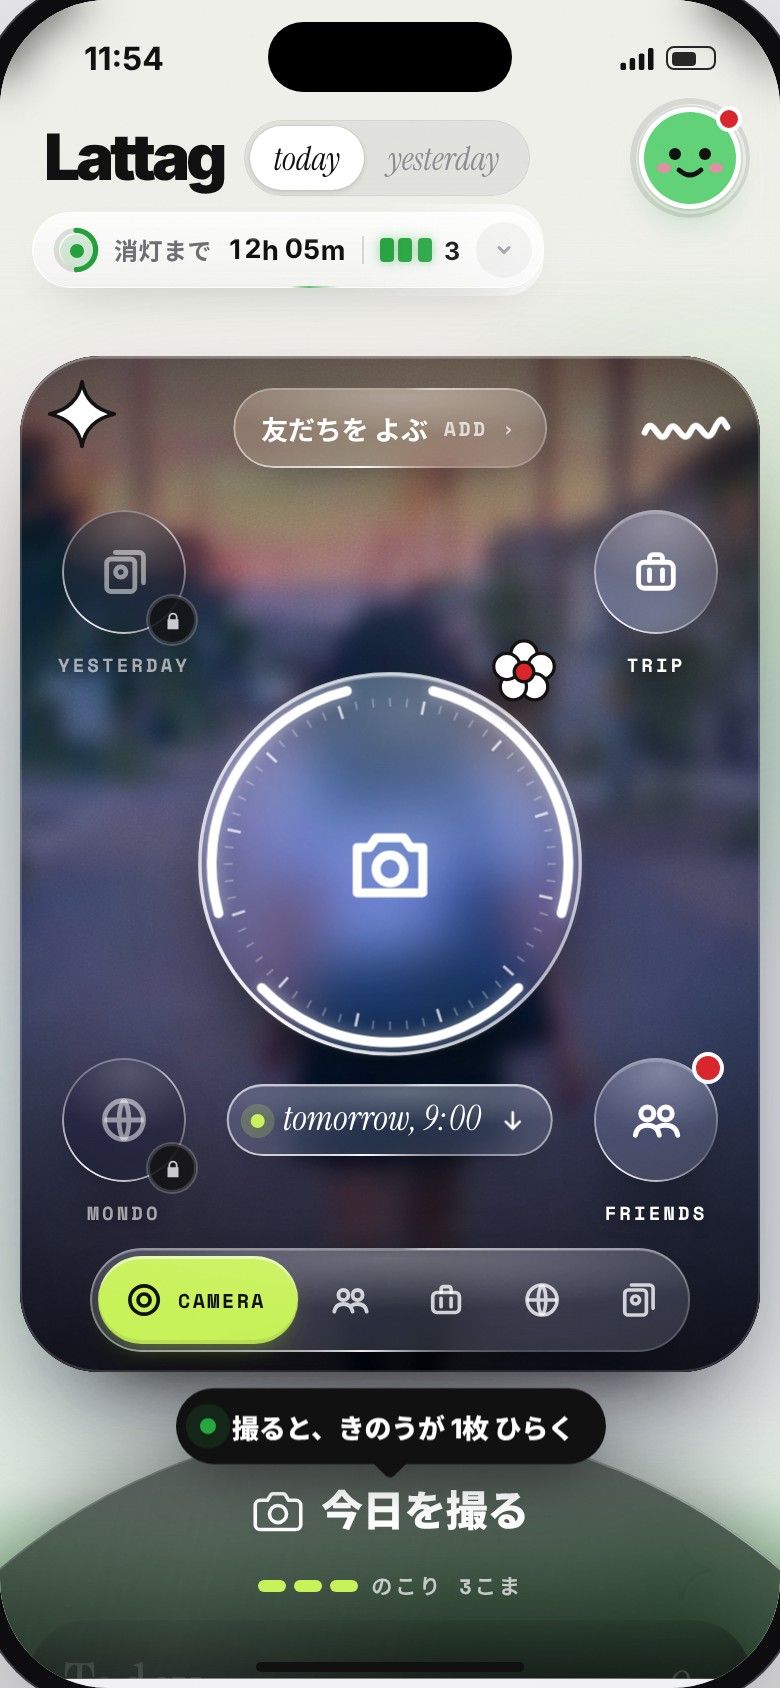 11:54
Lattag
today yesterday
消灯まで 12h 05m 3
友だちを よぶ ADD ›
YESTERDAY
TRIP
tomorrow, 9:00 ↓
MONDO
FRIENDS
CAMERA
撮ると、きのうが 1枚 ひらく
今日を撮る
のこり 3こま